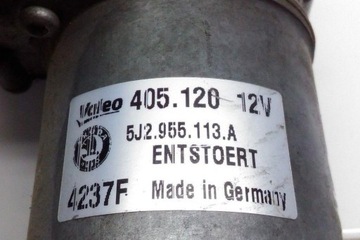 Valeo 405.120 12V
5J2.955.113.A
ENTSTOERT
4237F Made in Germany